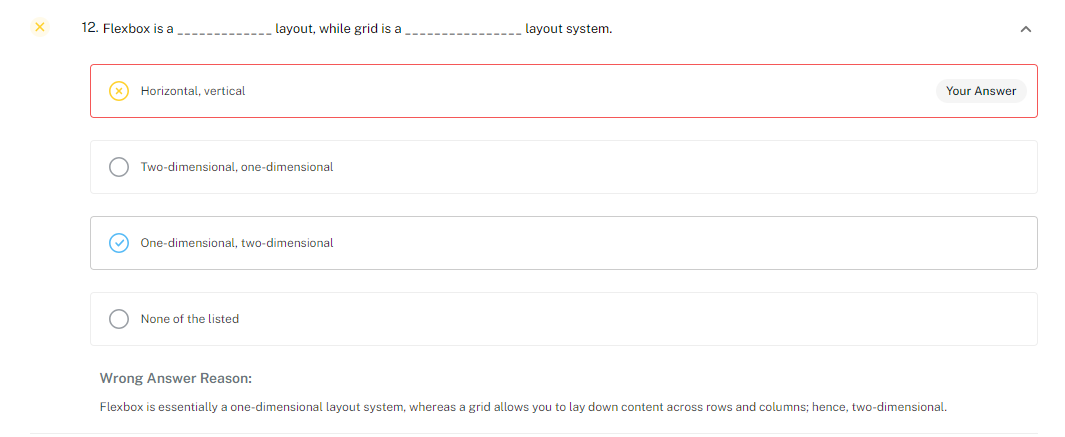 12. Flexbox is a _____________ layout, while grid is a ________________ layout system.
Horizontal, vertical Your Answer
Two-dimensional, one-dimensional
One-dimensional, two-dimensional
None of the listed
Wrong Answer Reason:
Flexbox is essentially a one-dimensional layout system, whereas a grid allows you to lay down content across rows and columns; hence, two-dimensional.